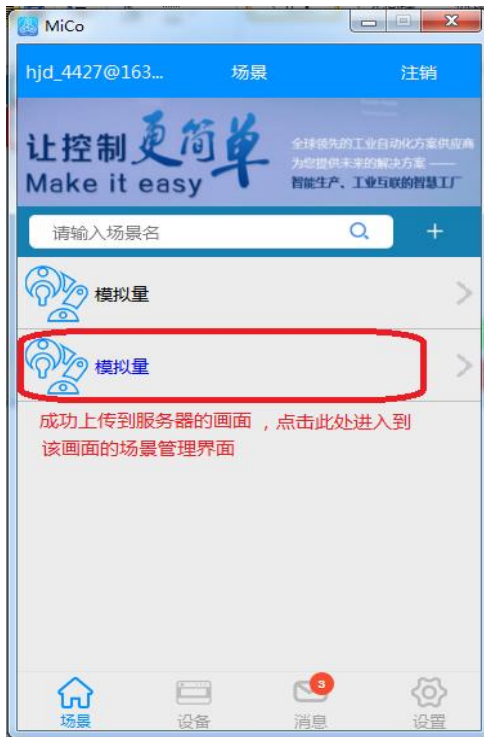 MiCo
hjd_4427@163... 场景 注销
让控制更简单
Make it easy
全球领先的工业自动化方案供应商
为您提供未来的解决方案 ——
智能生产、工业互联的智慧工厂
请输入场景名
模拟量
模拟量
成功上传到服务器的画面，点击此处进入到
该画面的场景管理界面
3
场景 设备 消息 设置